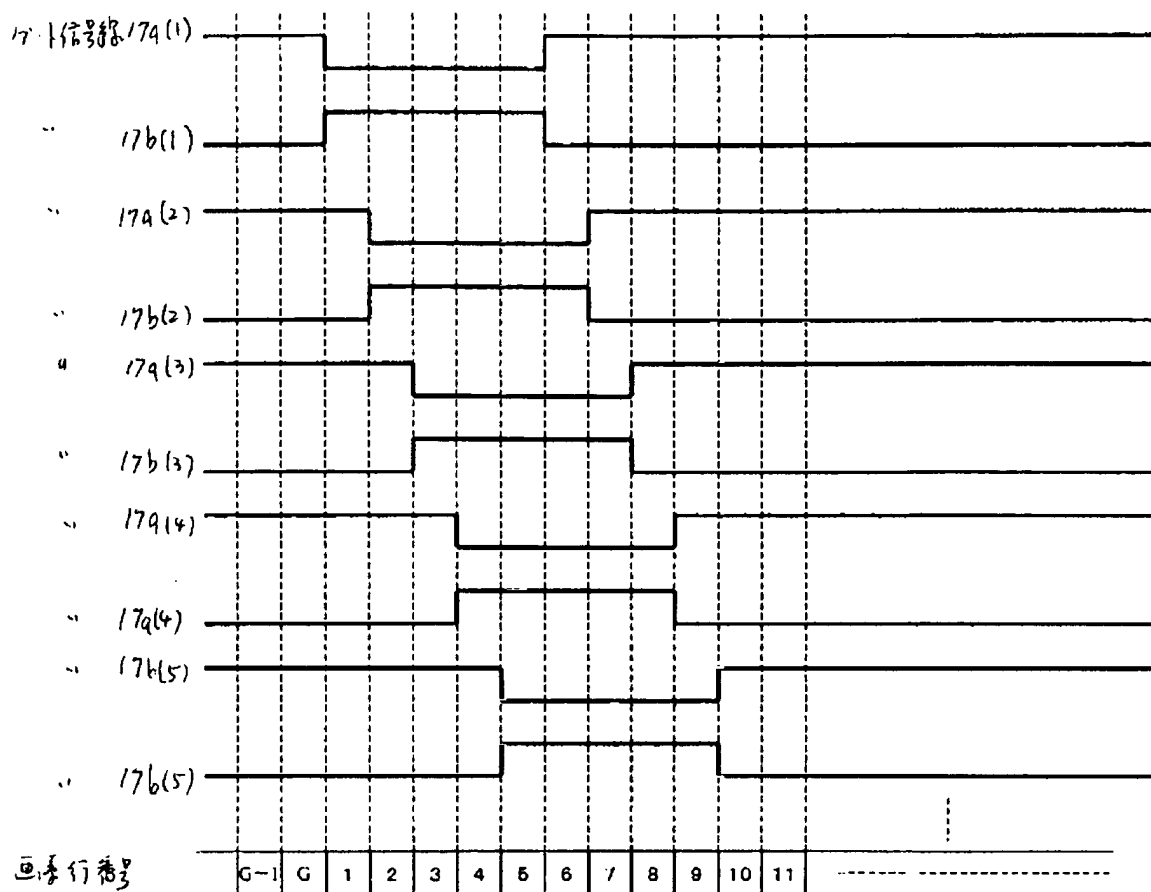 ゲート信号線17a(1)
〃 17b(1)
〃 17a(2)
〃 17b(2)
〃 17a(3)
〃 17b(3)
〃 17a(4)
〃 17a(4)
〃 17b(5)
〃 17b(5)
画素行番号 G-1 G 1 2 3 4 5 6 7 8 9 10 11